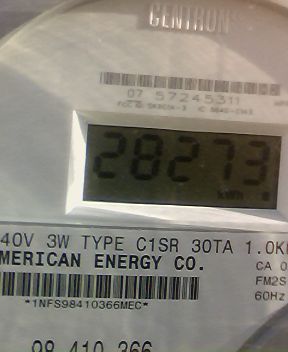 CENTRON
07 57245311
28273
kWh
40V 3W TYPE C1SR 30TA 1.0K
MERICAN ENERGY CO.
CA 0
FM2S
60Hz
*1NFS98410366MEC*
98 410 366